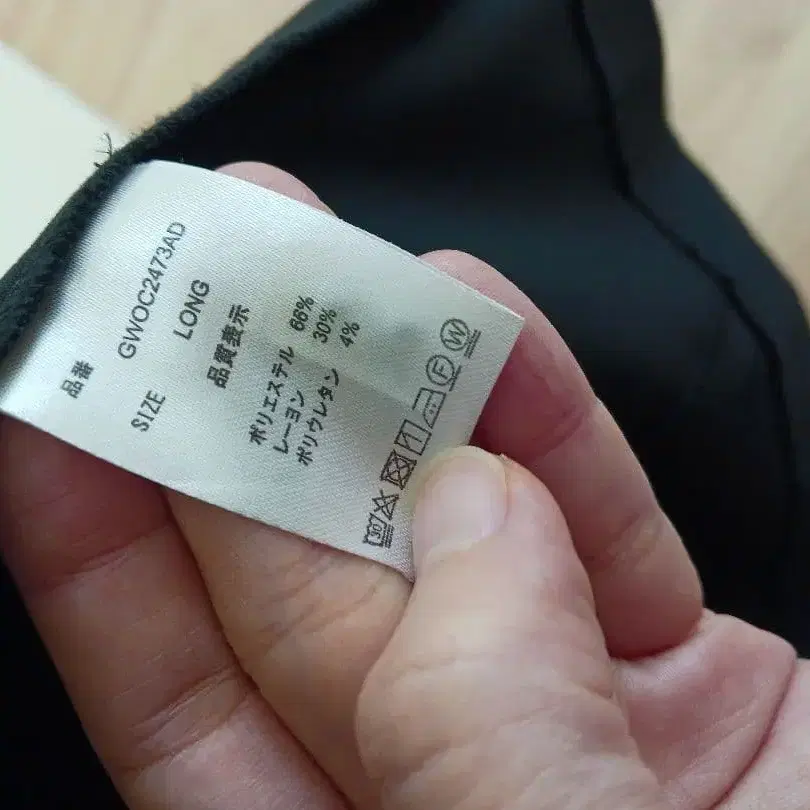 品番 GWOC2473AD
SIZE LONG
品質表示
ポリエステル 66%
レーヨン 30%
ポリウレタン 4%
30
F W